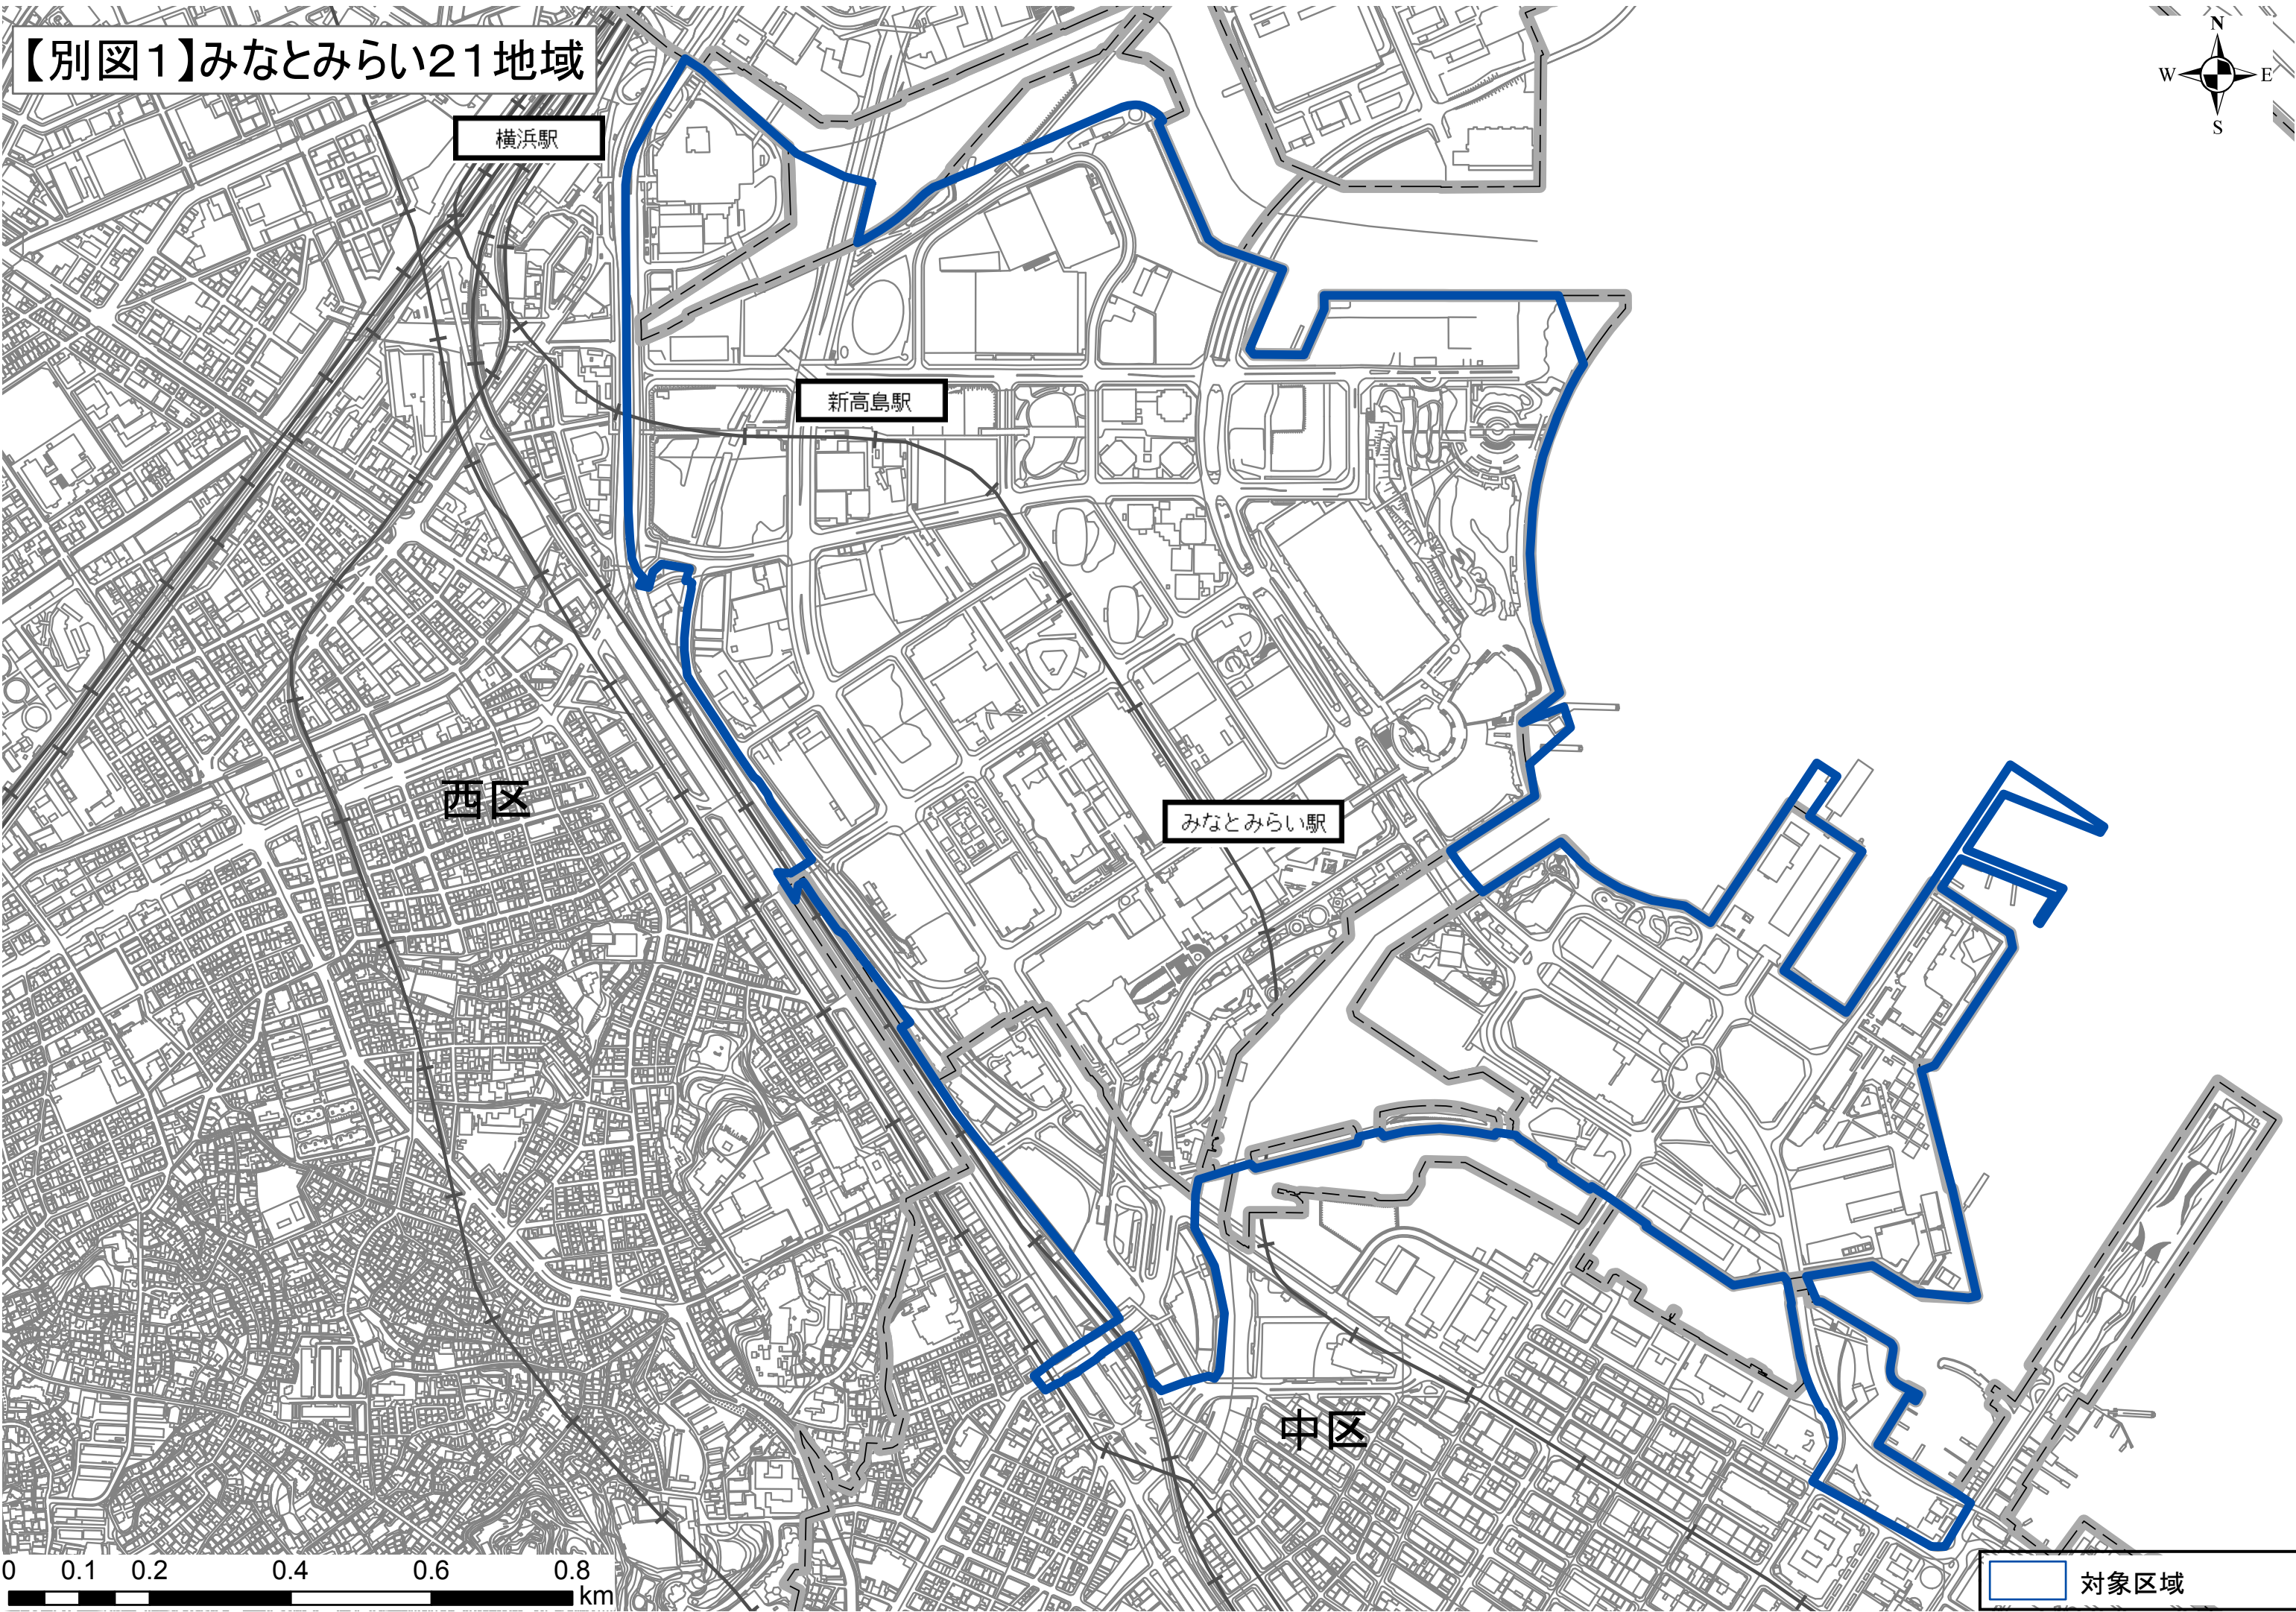 【別図1】みなとみらい21地域
N
W E
S
横浜駅
新高島駅
西区
みなとみらい駅
中区
0 0.1 0.2 0.4 0.6 0.8
km
対象区域